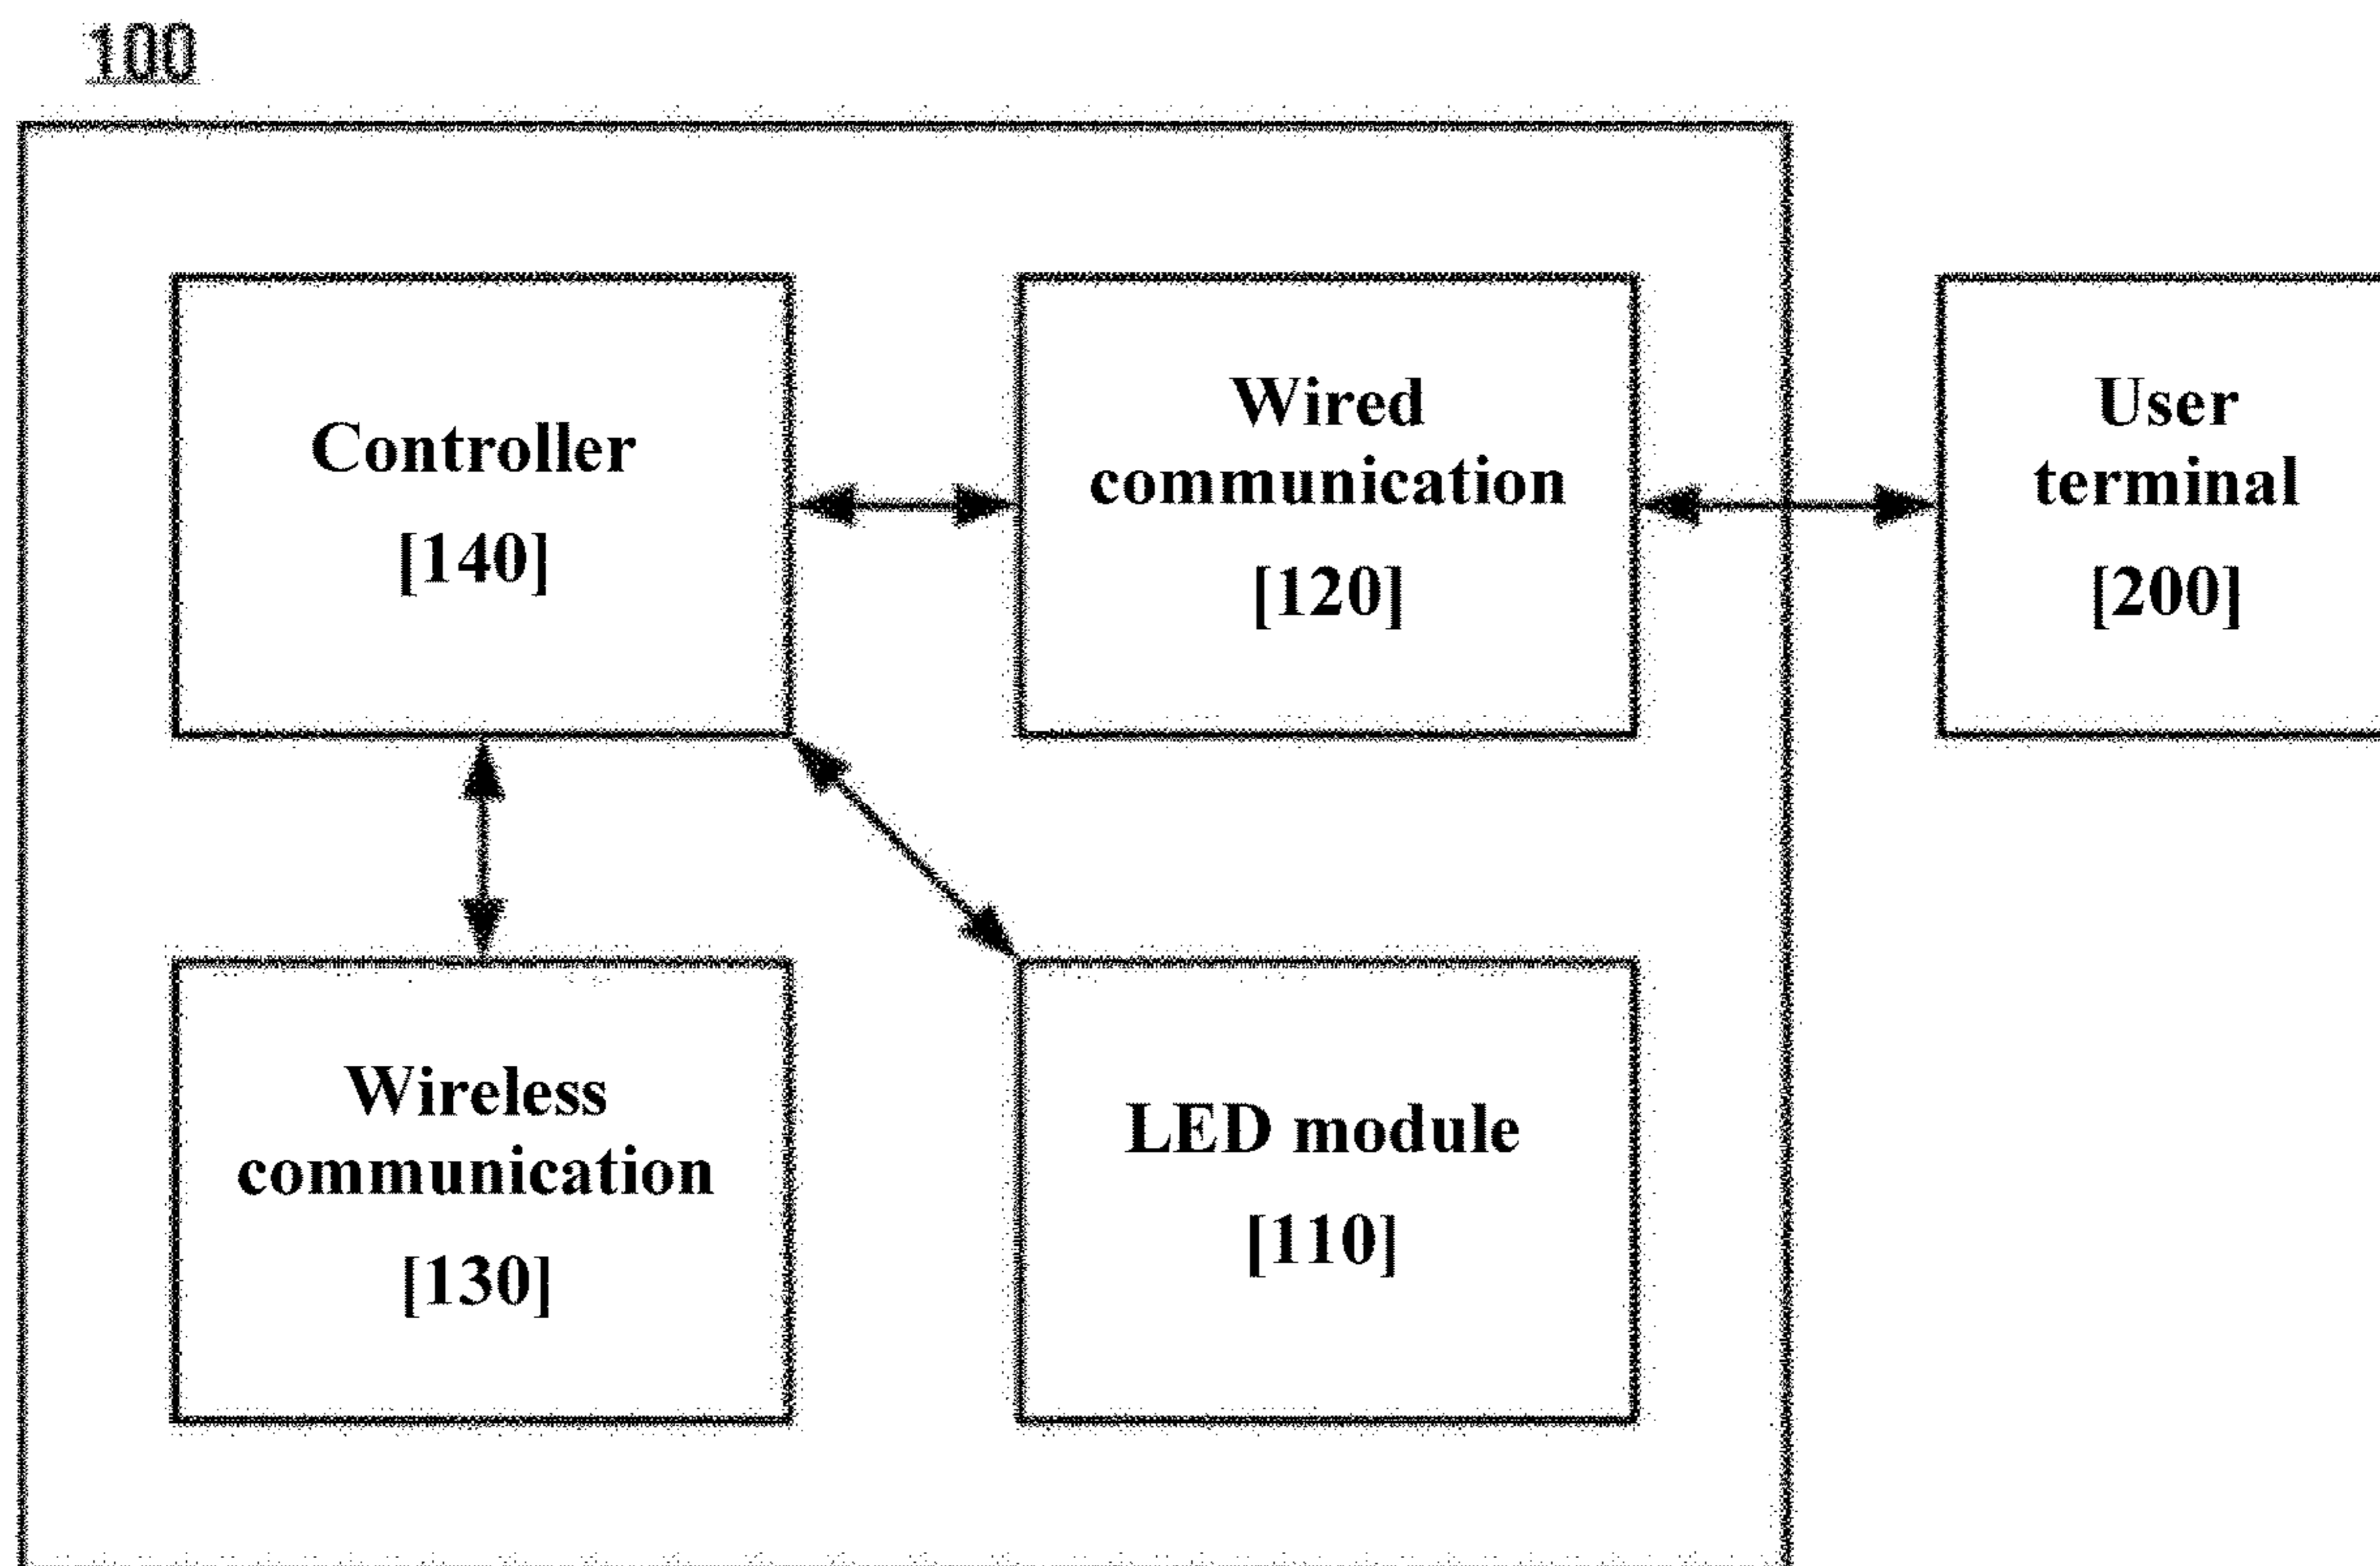 100
Controller
[140]
Wired
communication
[120]
User
terminal
[200]
Wireless
communication
[130]
LED module
[110]